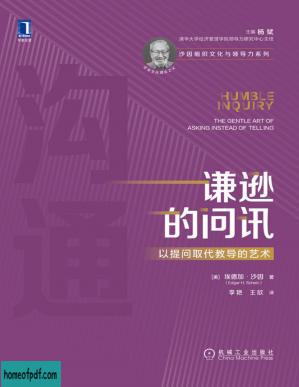 主编 杨斌
清华大学经济管理学院领导力研究中心主任
沙因组织文化与领导力系列
HUMBLE
INQUIRY
THE GENTLE ART OF
ASKING INSTEAD OF TELLING
沟通
谦逊
的问讯
以提问取代教导的艺术
（美）埃德加·沙因 著
(Edgar H. Schein)
李艳 王欣 译
机械工业出版社
China Machine Press
homeofpdf.com